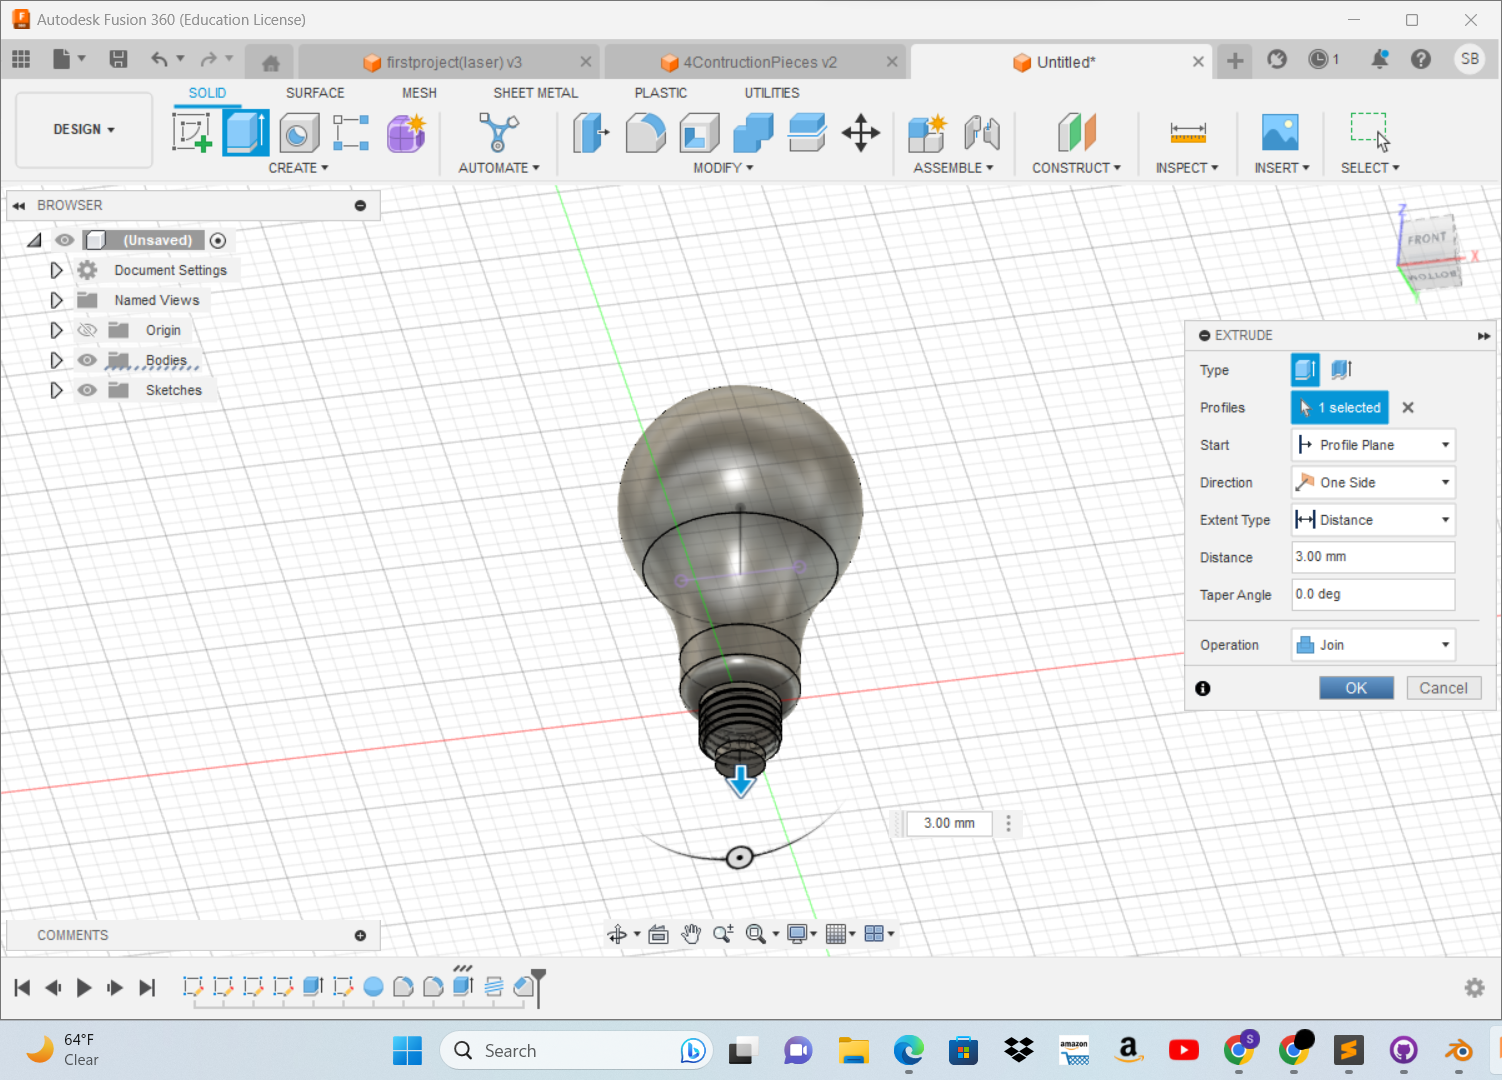 Autodesk Fusion 360 (Education License)
firstproject(laser) v3
4ContructionPieces v2
Untitled*
1
SB
DESIGN
SOLID
SURFACE
MESH
SHEET METAL
PLASTIC
UTILITIES
CREATE
AUTOMATE
MODIFY
ASSEMBLE
CONSTRUCT
INSPECT
INSERT
SELECT
BROWSER
(Unsaved)
Document Settings
Named Views
Origin
Bodies
Sketches
Z
FRONT
X
BOTTOM
EXTRUDE
Type
Profiles
1 selected
Start
Profile Plane
Direction
One Side
Extent Type
Distance
Distance
3.00 mm
Taper Angle
0.0 deg
Operation
Join
OK
Cancel
3.00 mm
COMMENTS
64°F
Clear
Search
amazon
a
S